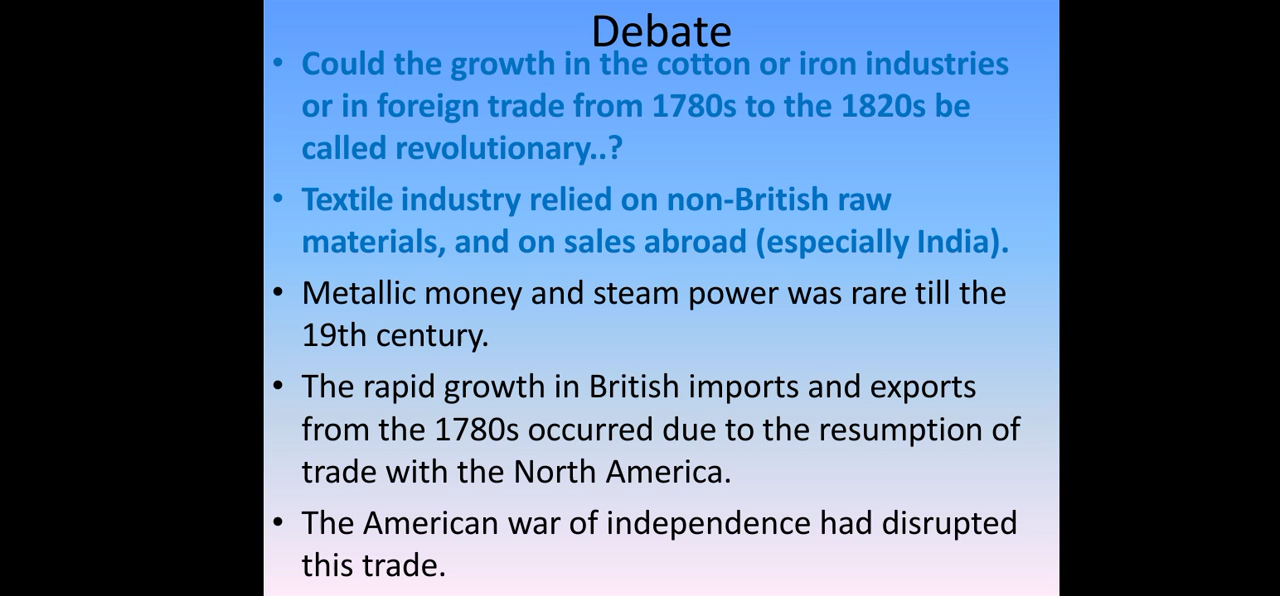 Debate
• Could the growth in the cotton or iron industries
or in foreign trade from 1780s to the 1820s be
called revolutionary..?
• Textile industry relied on non-British raw
materials, and on sales abroad (especially India).
• Metallic money and steam power was rare till the
19th century.
• The rapid growth in British imports and exports
from the 1780s occurred due to the resumption of
trade with the North America.
• The American war of independence had disrupted
this trade.